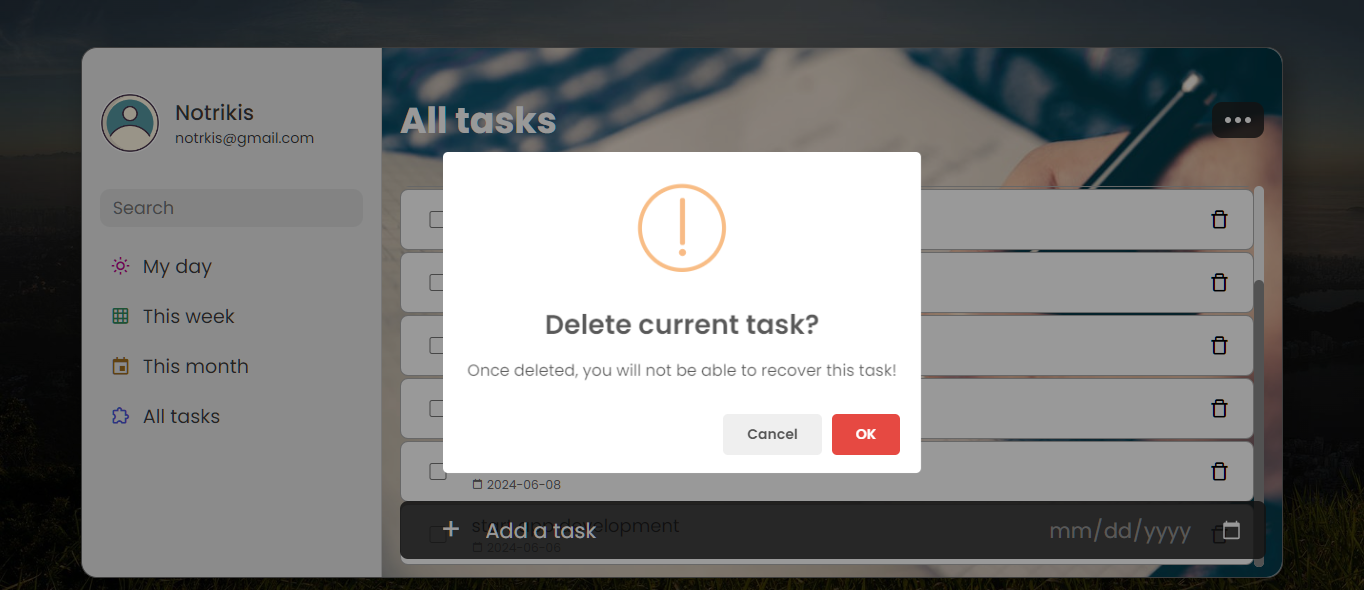 Notrikis
notrkis@gmail.com
Search
My day
This week
This month
All tasks
All tasks
Delete current task?
Once deleted, you will not be able to recover this task!
Cancel
OK
2024-06-08
development
Add a task
mm/dd/yyyy
2024-06-06